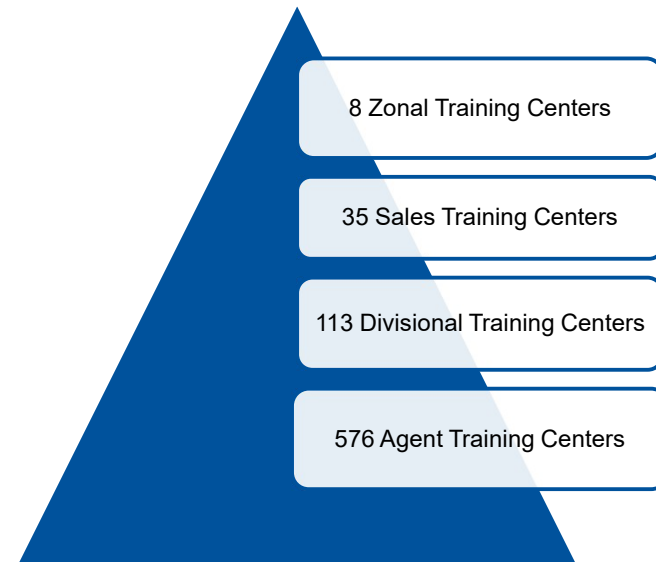 8 Zonal Training Centers
35 Sales Training Centers
113 Divisional Training Centers
576 Agent Training Centers